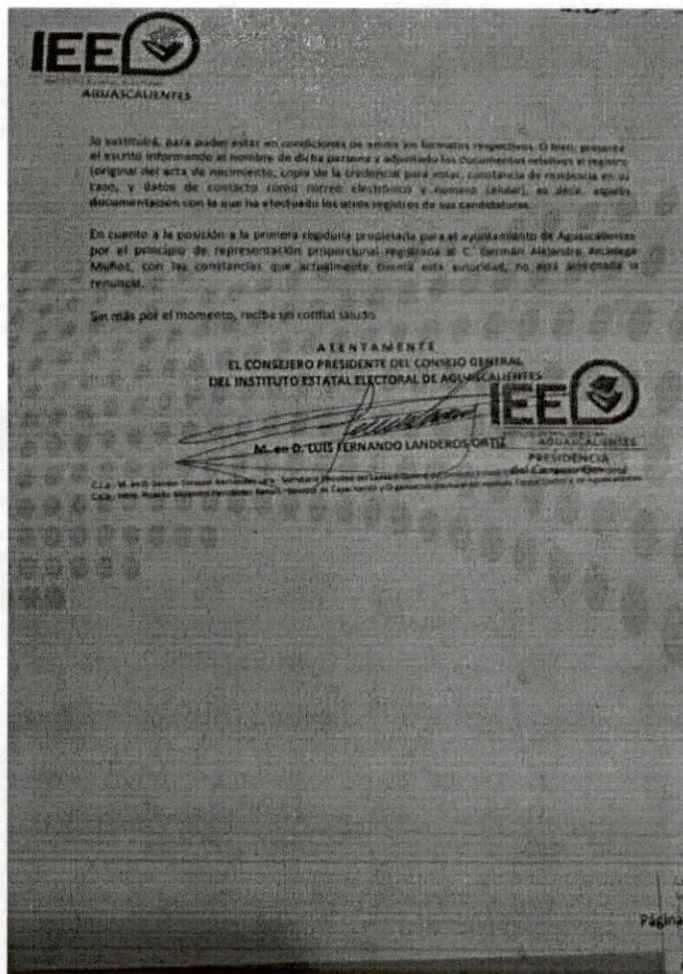 IEE
AGUASCALIENTES
lo sustituirá, para poder estar en condiciones de emitir los formatos respectivos. O bien, presente
el escrito informando el nombre de dicha persona y adjuntado los documentos relativos al registro
(original del acta de nacimiento, copia de la credencial para votar, constancia de residencia en su
caso, y datos de contacto como correo electrónico y número celular), es decir, aquella
documentación con la que ha efectuado los otros registros de sus candidaturas.
En cuanto a la posición a la primera regiduría propietaria para el ayuntamiento de Aguascalientes
por el principio de representación proporcional registrada al C. Germán Alejandro
Muñoz, con las constancias que actualmente cuenta esta autoridad, no está la
renuncia.
Sin más por el momento, reciba un cordial saludo.
ATENTAMENTE
EL CONSEJERO PRESIDENTE DEL CONSEJO GENERAL
DEL INSTITUTO ESTATAL ELECTORAL DE AGUASCALIENTES
IEE
M. en D. LUIS FERNANDO LANDEROS ORTIZ
AGUASCALIENTES
PRESIDENCIA
Del Consejo General
Página